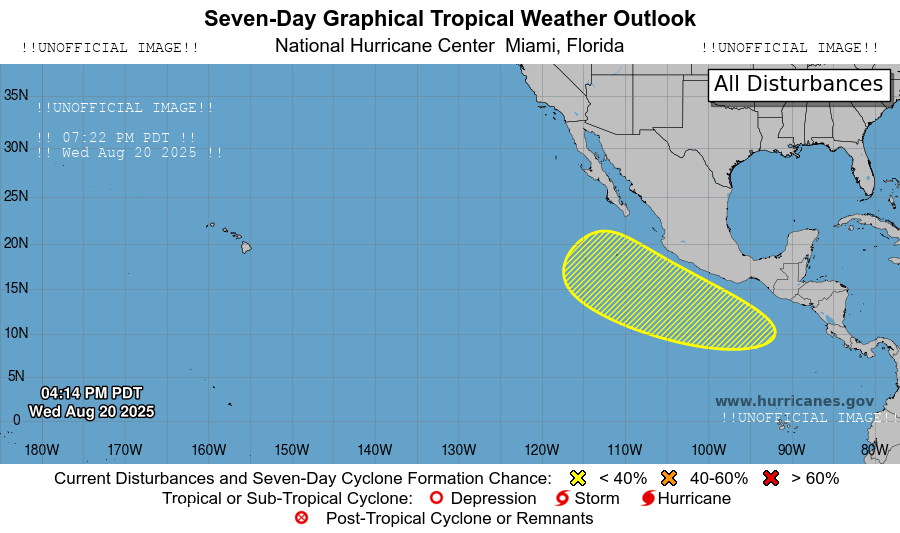 Seven-Day Graphical Tropical Weather Outlook
!!UNOFFICIAL IMAGE!! National Hurricane Center Miami, Florida !!UNOFFICIAL IMAGE!!
All Disturbances
35N
!!UNOFFICIAL IMAGE!!
!! 07:22 PM PDT !!
30N
!! Wed Aug 20 2025 !!
25N
20N
15N
10N
5N
04:14 PM PDT
Wed Aug 20 2025
www.hurricanes.gov
0
!!UNOFFICIAL IMAGE!!
180W 170W 160W 150W 140W 130W 120W 110W 100W 90W 80W
Current Disturbances and Seven-Day Cyclone Formation Chance: < 40% 40-60% > 60%
Tropical or Sub-Tropical Cyclone: Depression Storm Hurricane
Post-Tropical Cyclone or Remnants